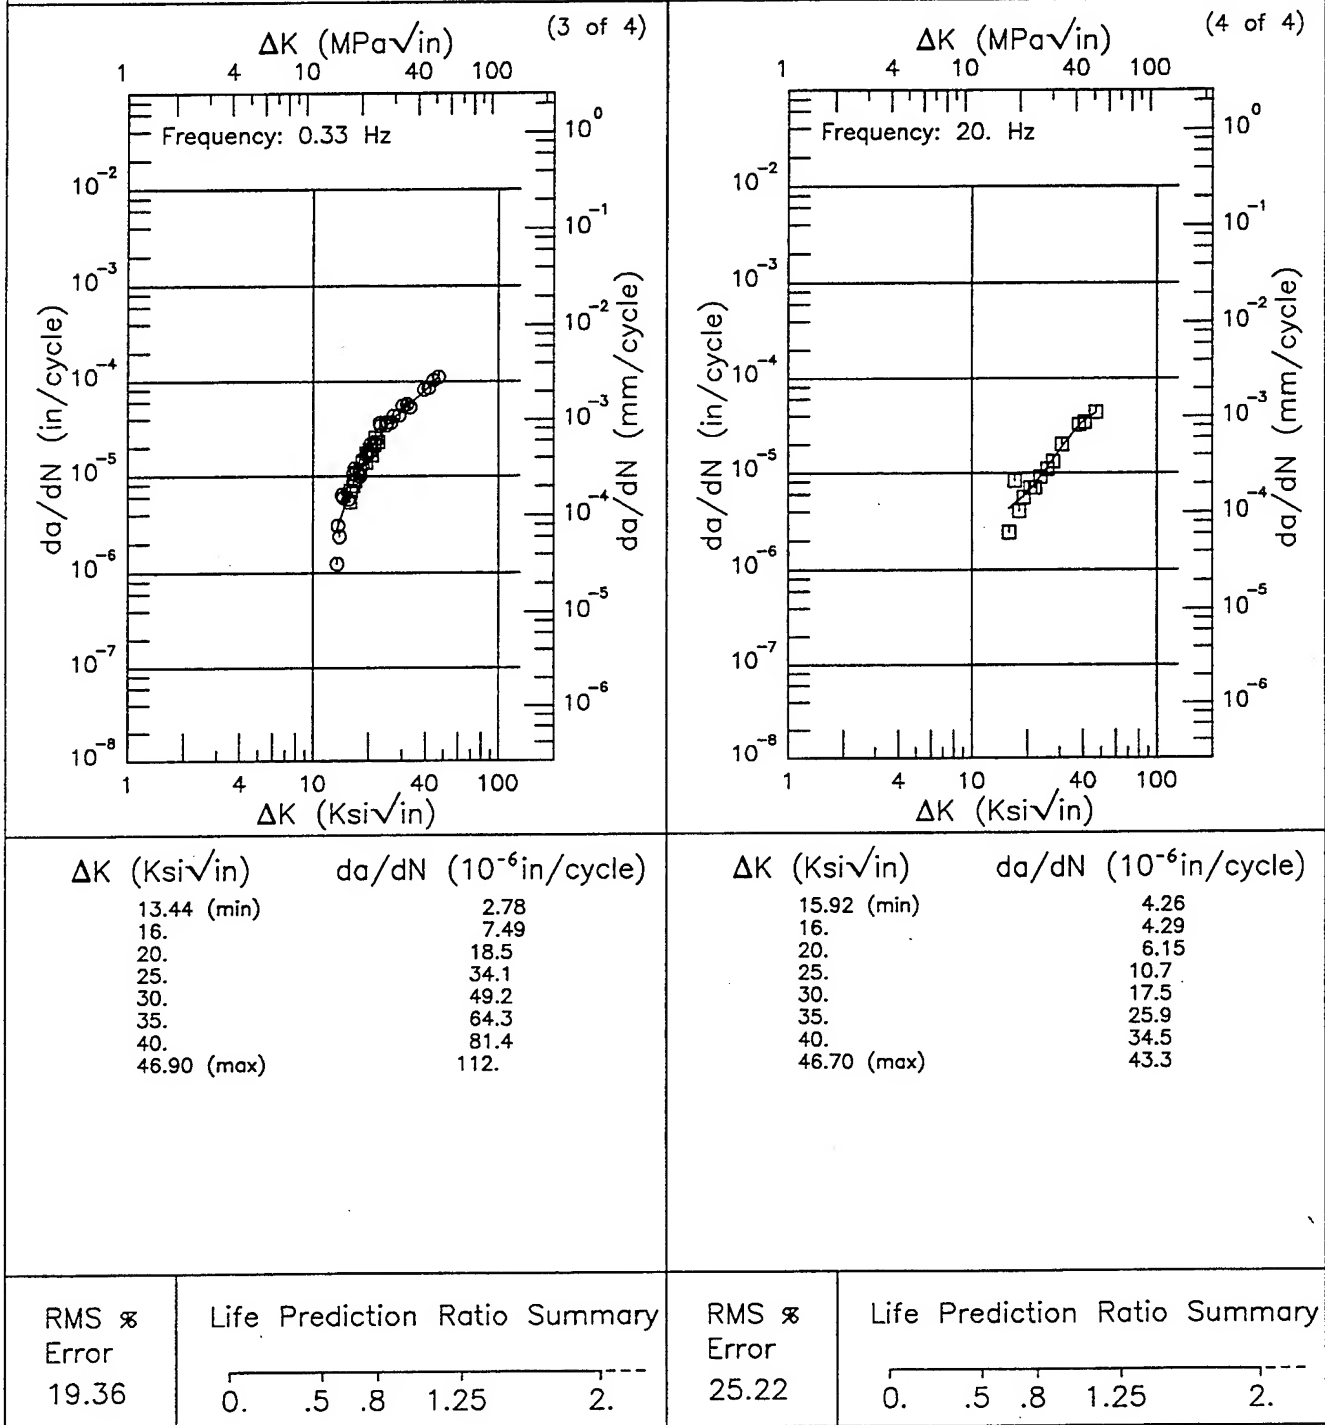 (3 of 4)
ΔK (MPa√in)
1 4 10 40 100
Frequency: 0.33 Hz
10⁰
10⁻²
10⁻¹
10⁻³
10⁻²
10⁻⁴
10⁻³
10⁻⁵
10⁻⁴
10⁻⁶
10⁻⁵
10⁻⁷
10⁻⁶
10⁻⁸
da/dN (in/cycle)
da/dN (mm/cycle)
1 4 10 40 100
ΔK (Ksi√in)
ΔK (Ksi√in) da/dN (10⁻⁶in/cycle)
13.44 (min) 2.78
16. 7.49
20. 18.5
25. 34.1
30. 49.2
35. 64.3
40. 81.4
46.90 (max) 112.
RMS %
Error
19.36
Life Prediction Ratio Summary
0. .5 .8 1.25 2.
(4 of 4)
ΔK (MPa√in)
1 4 10 40 100
Frequency: 20. Hz
10⁰
10⁻²
10⁻¹
10⁻³
10⁻²
10⁻⁴
10⁻³
10⁻⁵
10⁻⁴
10⁻⁶
10⁻⁵
10⁻⁷
10⁻⁶
10⁻⁸
da/dN (in/cycle)
da/dN (mm/cycle)
1 4 10 40 100
ΔK (Ksi√in)
ΔK (Ksi√in) da/dN (10⁻⁶in/cycle)
15.92 (min) 4.26
16. 4.29
20. 6.15
25. 10.7
30. 17.5
35. 25.9
40. 34.5
46.70 (max) 43.3
RMS %
Error
25.22
Life Prediction Ratio Summary
0. .5 .8 1.25 2.